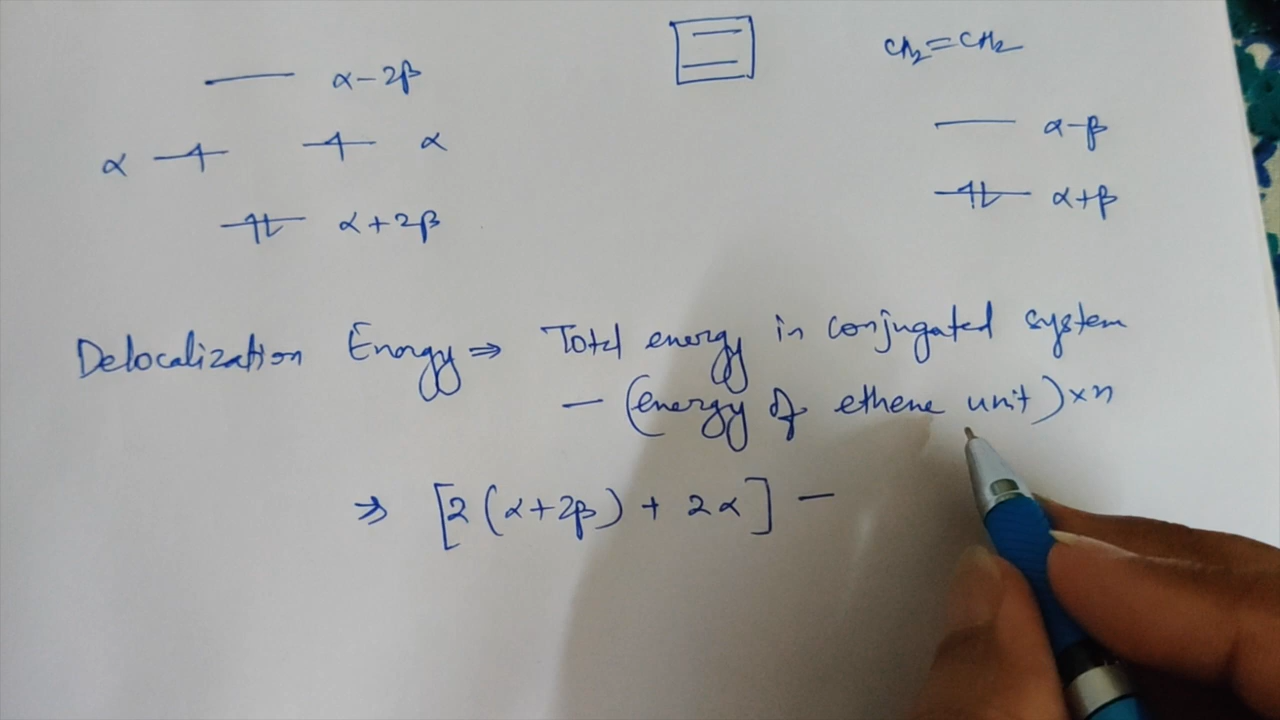 α-2β CH₂=CH₂
α α α-β
α+2β α+β
Delocalization Energy ⇒ Total energy in conjugated system
- (energy of ethene unit) × n
⇒ [2(α+2β) + 2α] -